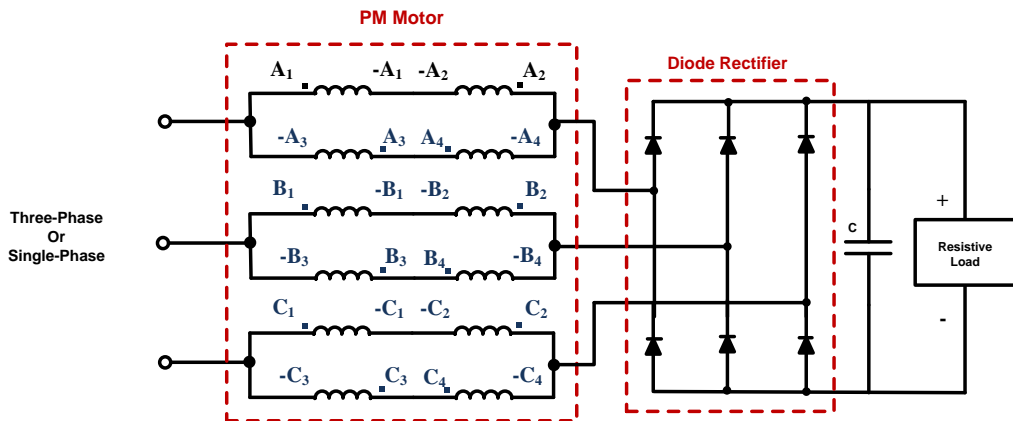 PM Motor
Diode Rectifier
A1 -A1 -A2 A2
-A3 A3 A4 -A4
B1 -B1 -B2 B2
-B3 B3 B4 -B4
C1 -C1 -C2 C2
-C3 C3 C4 -C4
Three-Phase
Or
Single-Phase
C
+
Resistive
Load
-